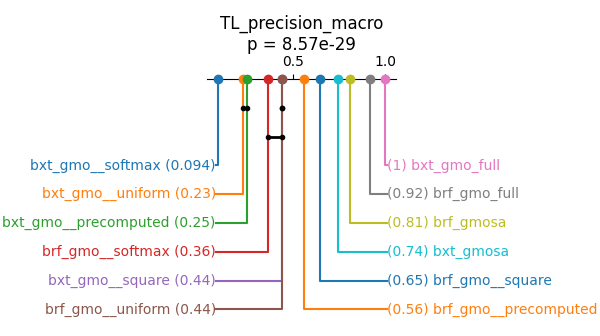 TL_precision_macro
p = 8.57e-29
0.5 1.0
bxt_gmo__softmax (0.094) (1) bxt_gmo_full
bxt_gmo__uniform (0.23) (0.92) brf_gmo_full
bxt_gmo__precomputed (0.25) (0.81) brf_gmosa
brf_gmo__softmax (0.36) (0.74) bxt_gmosa
bxt_gmo__square (0.44) (0.65) brf_gmo__square
brf_gmo__uniform (0.44) (0.56) brf_gmo__precomputed